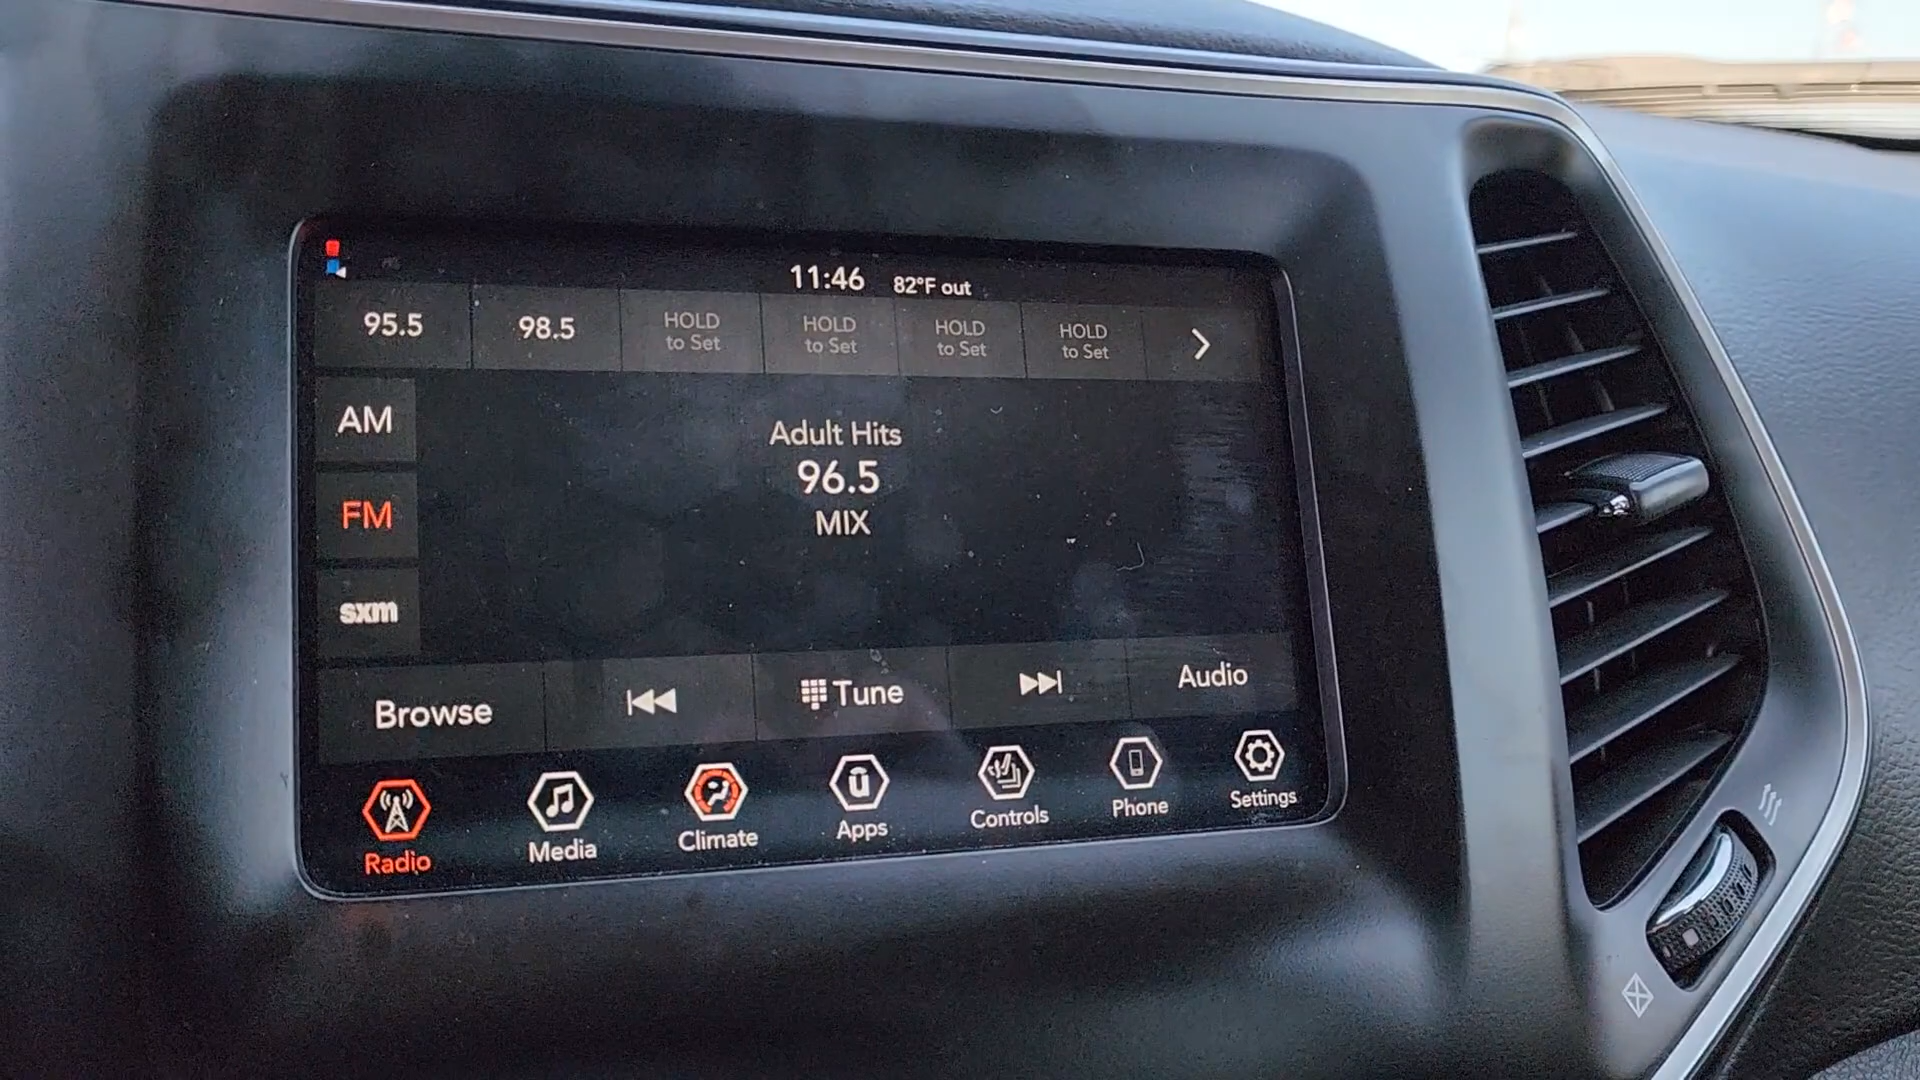 11:46 82°F out
95.5 98.5 HOLD to Set HOLD to Set HOLD to Set HOLD to Set
AM
Adult Hits
96.5
FM
MIX
sxm
Browse Tune Audio
Radio Media Climate Apps Controls Phone Settings